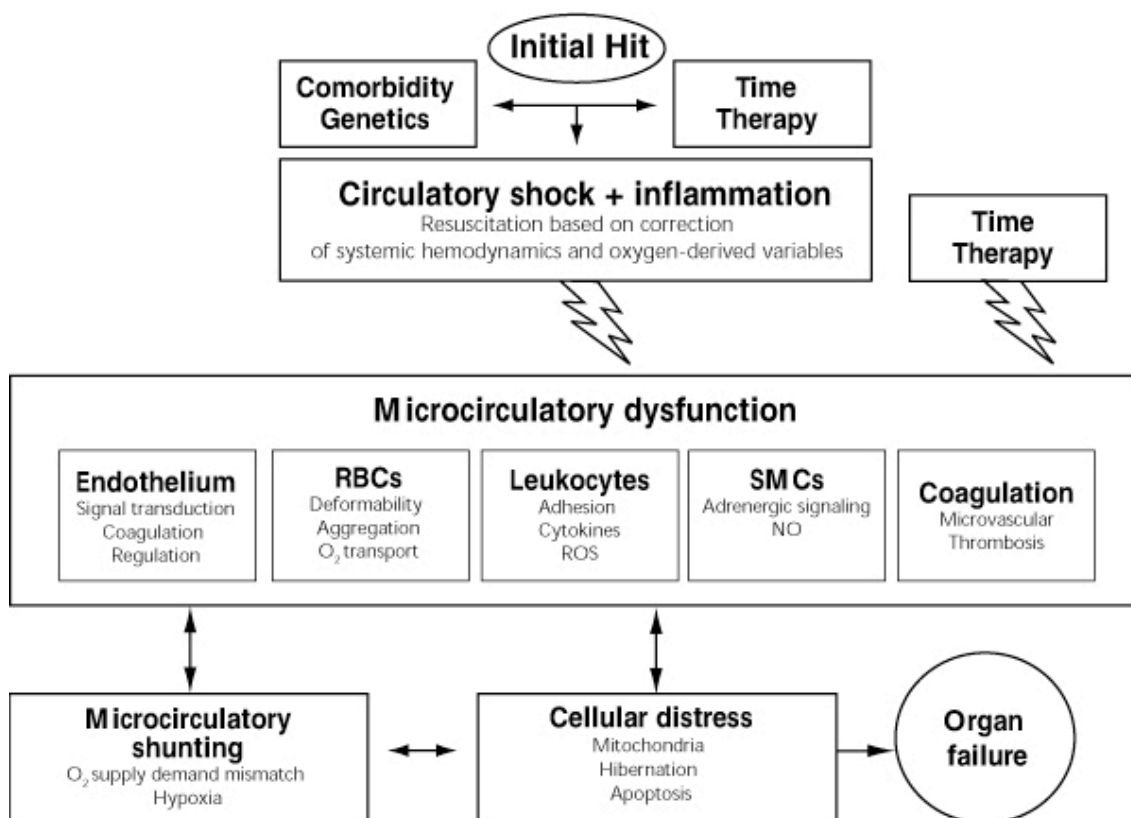 Initial Hit
Comorbidity
Genetics
Time
Therapy
Circulatory shock + inflammation
Resuscitation based on correction
of systemic hemodynamics and oxygen-derived variables
Time
Therapy
Microcirculatory dysfunction
Endothelium
Signal transduction
Coagulation
Regulation
RBCs
Deformability
Aggregation
O₂ transport
Leukocytes
Adhesion
Cytokines
ROS
SMCs
Adrenergic signaling
NO
Coagulation
Microvascular
Thrombosis
Microcirculatory
shunting
O₂ supply demand mismatch
Hypoxia
Cellular distress
Mitochondria
Hibernation
Apoptosis
Organ
failure